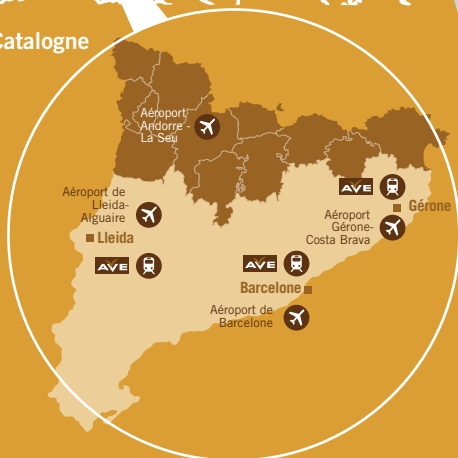 Catalogne
Aéroport
Andorre -
La Seu
AVE
Aéroport de
Lleida-
Alguaire
Gérone
Aéroport
Gérone-
Costa Brava
Lleida
AVE
AVE
Barcelone
Aéroport de
Barcelone